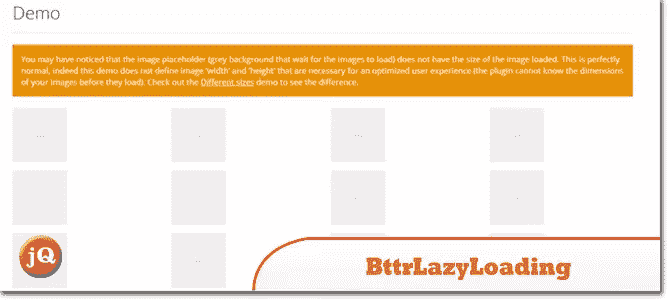 Demo
You may have noticed that the image placeholder (grey background that wait for the images to load) does not have the size of the image loaded. This is perfectly
normal, indeed this demo does not define image 'width' and 'height' that are necessary for an optimized user experience (the plugin cannot know the dimensions
of your images before they load). Check out the Different sizes demo to see the difference.
jQ
BttrLazyLoading